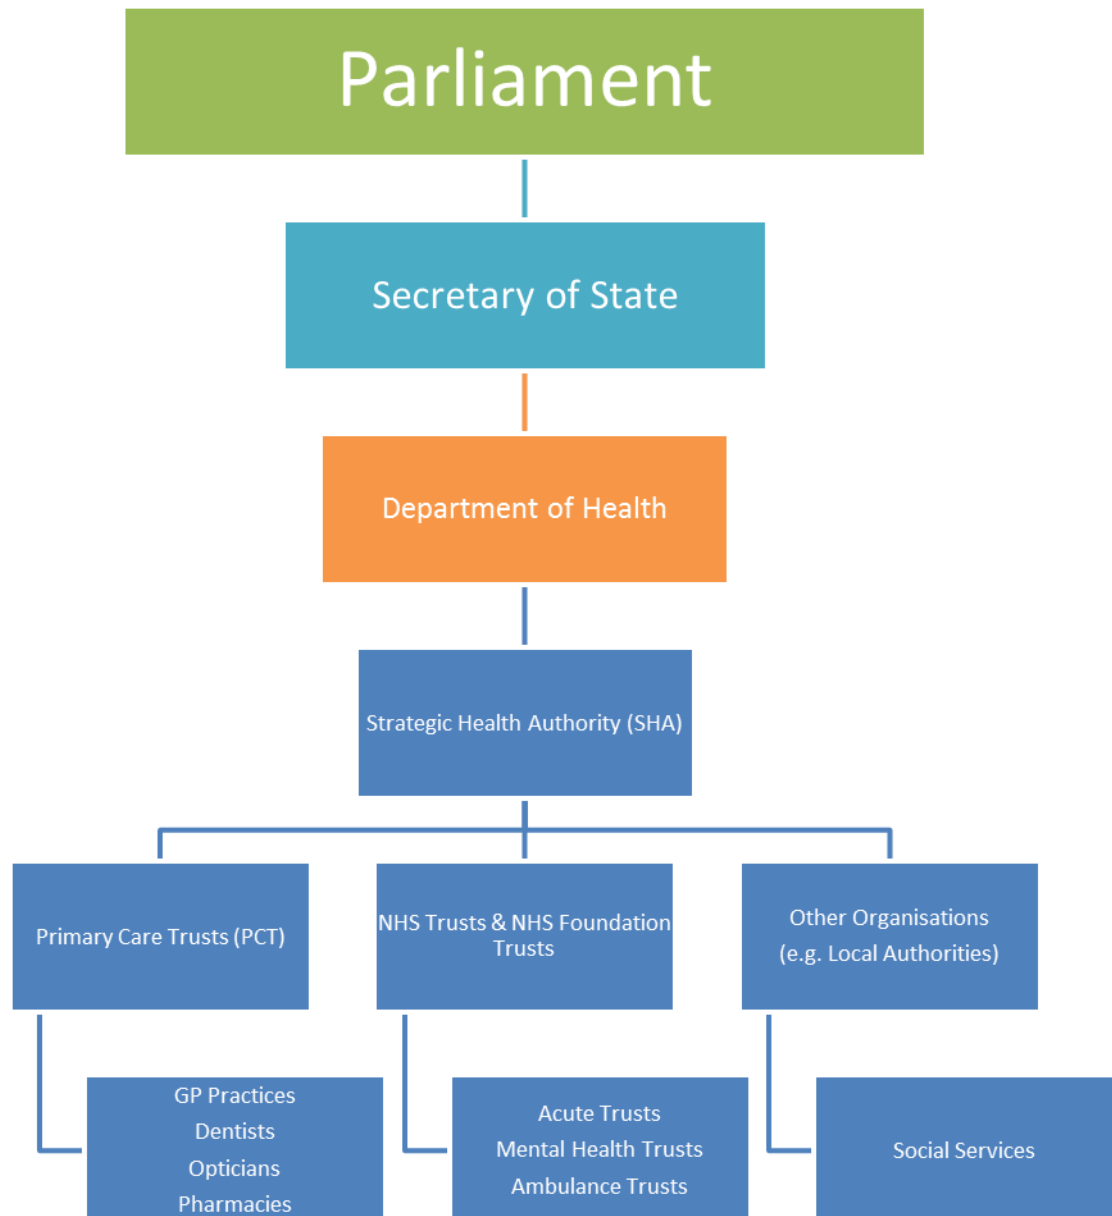 Parliament
Secretary of State
Department of Health
Strategic Health Authority (SHA)
Primary Care Trusts (PCT)
NHS Trusts & NHS Foundation
Trusts
Other Organisations
(e.g. Local Authorities)
GP Practices
Dentists
Opticians
Pharmacies
Acute Trusts
Mental Health Trusts
Ambulance Trusts
Social Services